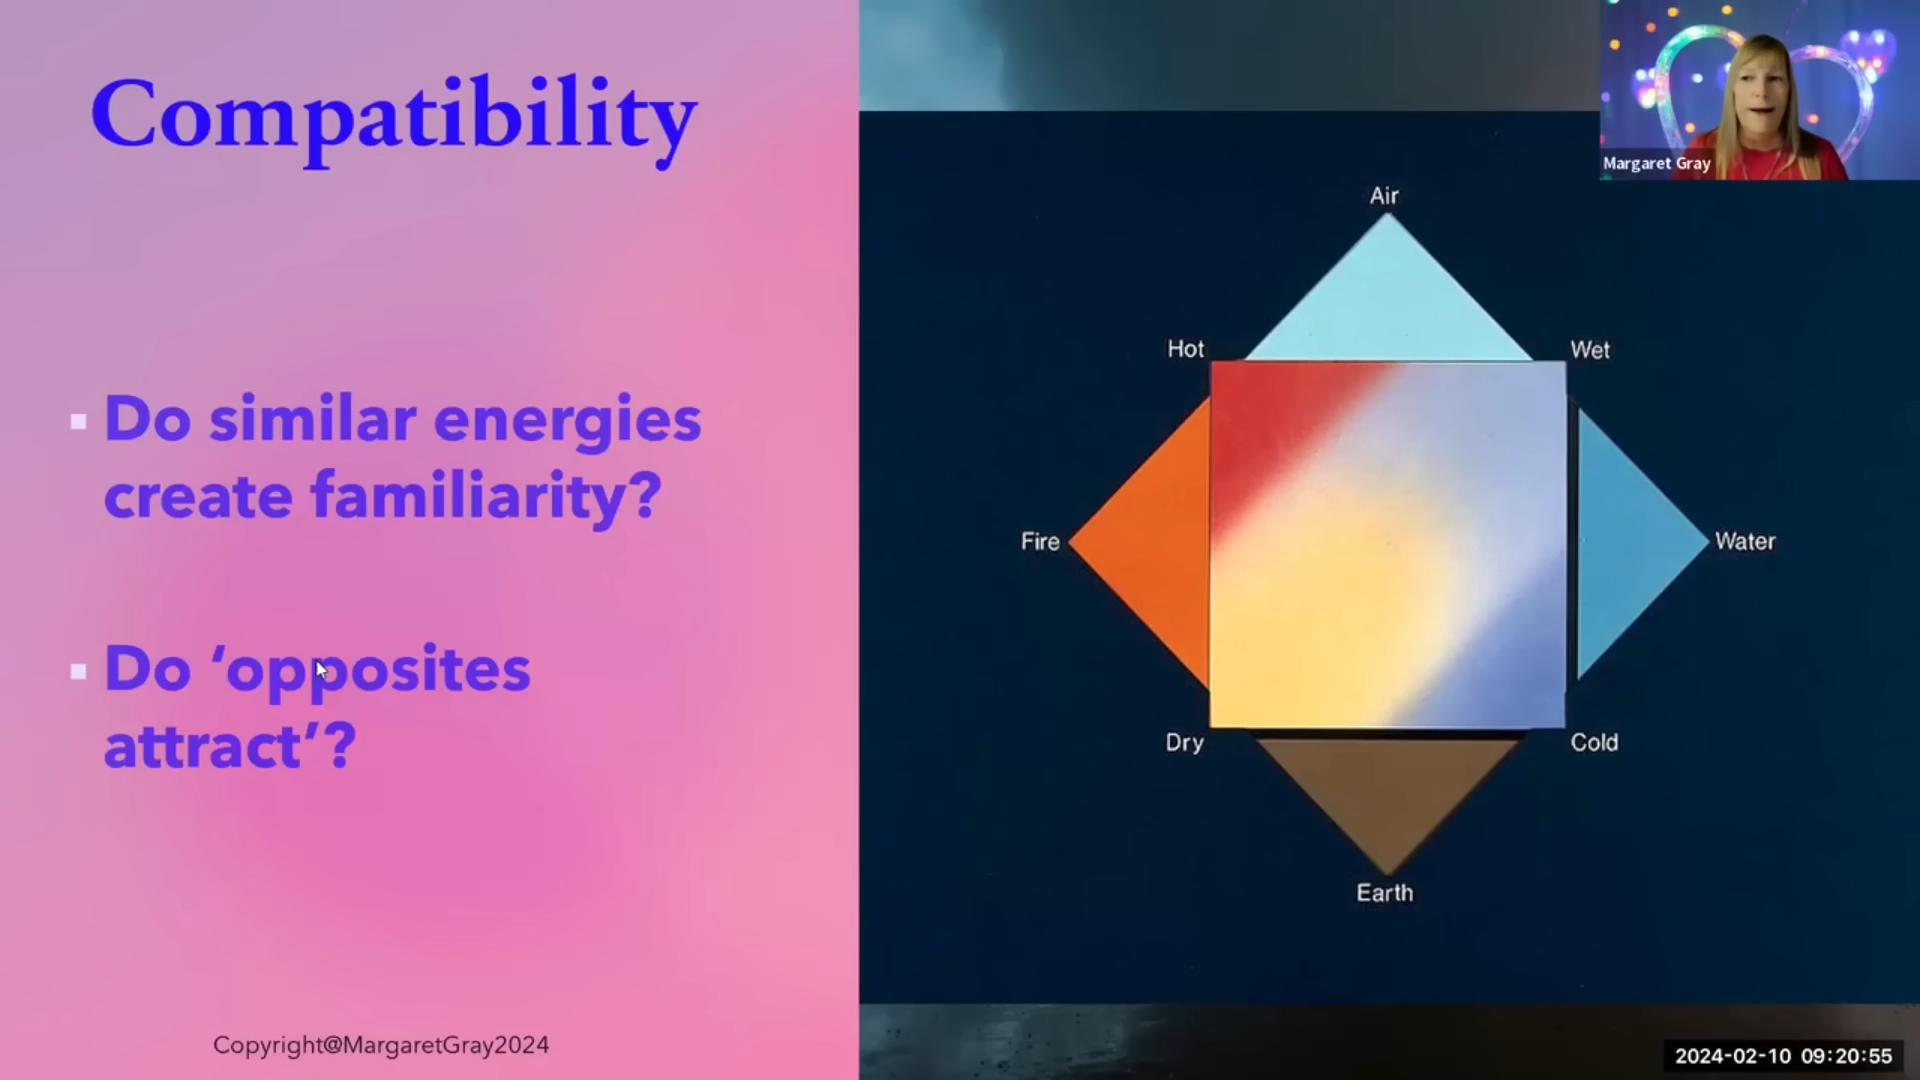 Compatibility
▪ Do similar energies
create familiarity?
▪ Do ‘opposites
attract’?
Copyright@MargaretGray2024
Margaret Gray
Air
Hot
Wet
Fire
Water
Dry
Cold
Earth
2024-02-10 09:20:55